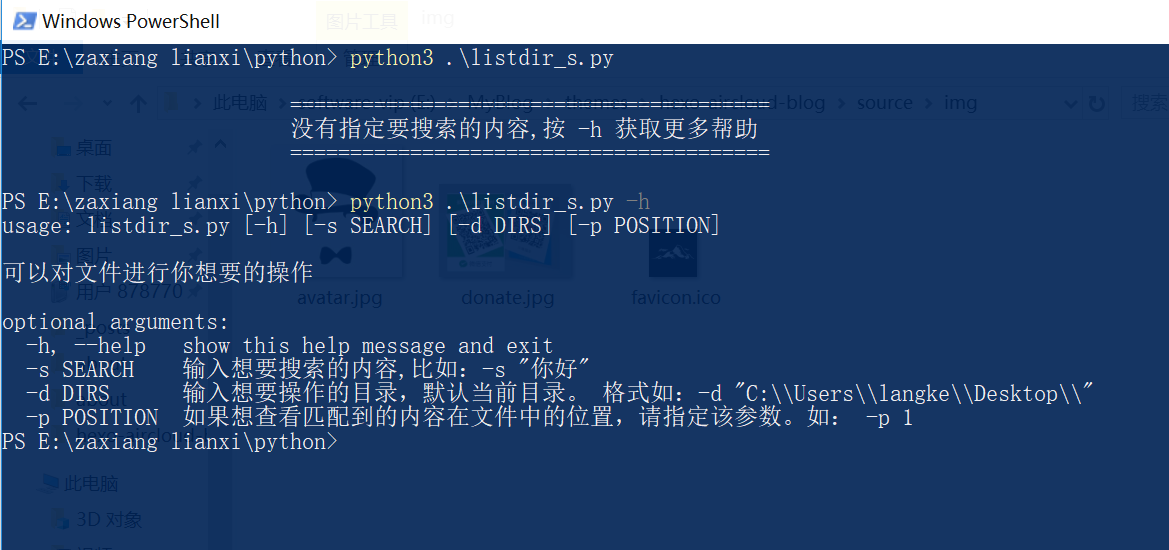 Windows PowerShell
图片工具
img
PS E:\zaxiang lianxi\python> python3 .\listdir_s.py
此电脑
source
img
========================================
没有指定要搜索的内容,按 -h 获取更多帮助
========================================
桌面
下载
PS E:\zaxiang lianxi\python> python3 .\listdir_s.py -h
usage: listdir_s.py [-h] [-s SEARCH] [-d DIRS] [-p POSITION]
图片
可以对文件进行你想要的操作
用户 878770
avatar.jpg
donate.jpg
favicon.ico
optional arguments:
-h, --help show this help message and exit
-s SEARCH 输入想要搜索的内容,比如：-s "你好"
-d DIRS 输入想要操作的目录，默认当前目录。 格式如：-d "C:\\Users\\langke\\Desktop\\"
-p POSITION 如果想查看匹配到的内容在文件中的位置，请指定该参数。如： -p 1
PS E:\zaxiang lianxi\python>
此电脑
3D 对象